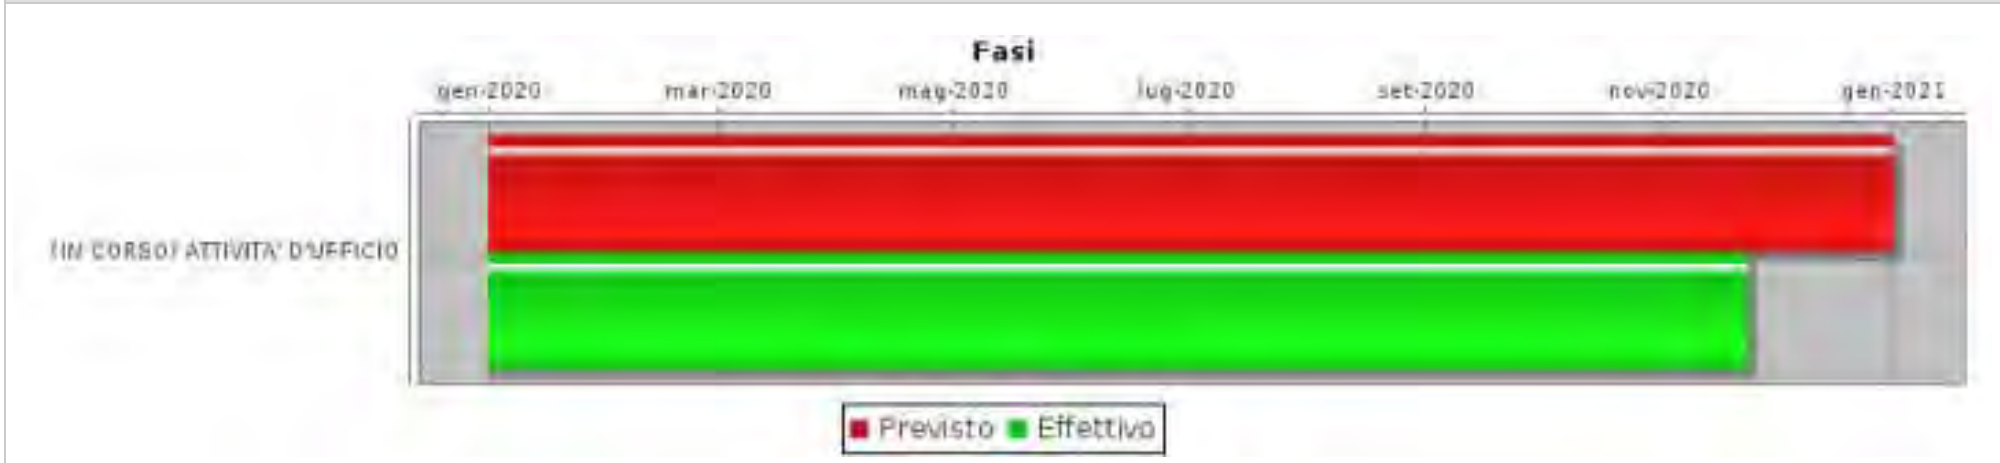 Fasi
gen-2020 mar-2020 mag-2020 lug-2020 set-2020 nov-2020 gen-2021
(IN CORSO) ATTIVITA' D'UFFICIO
Previsto Effettivo